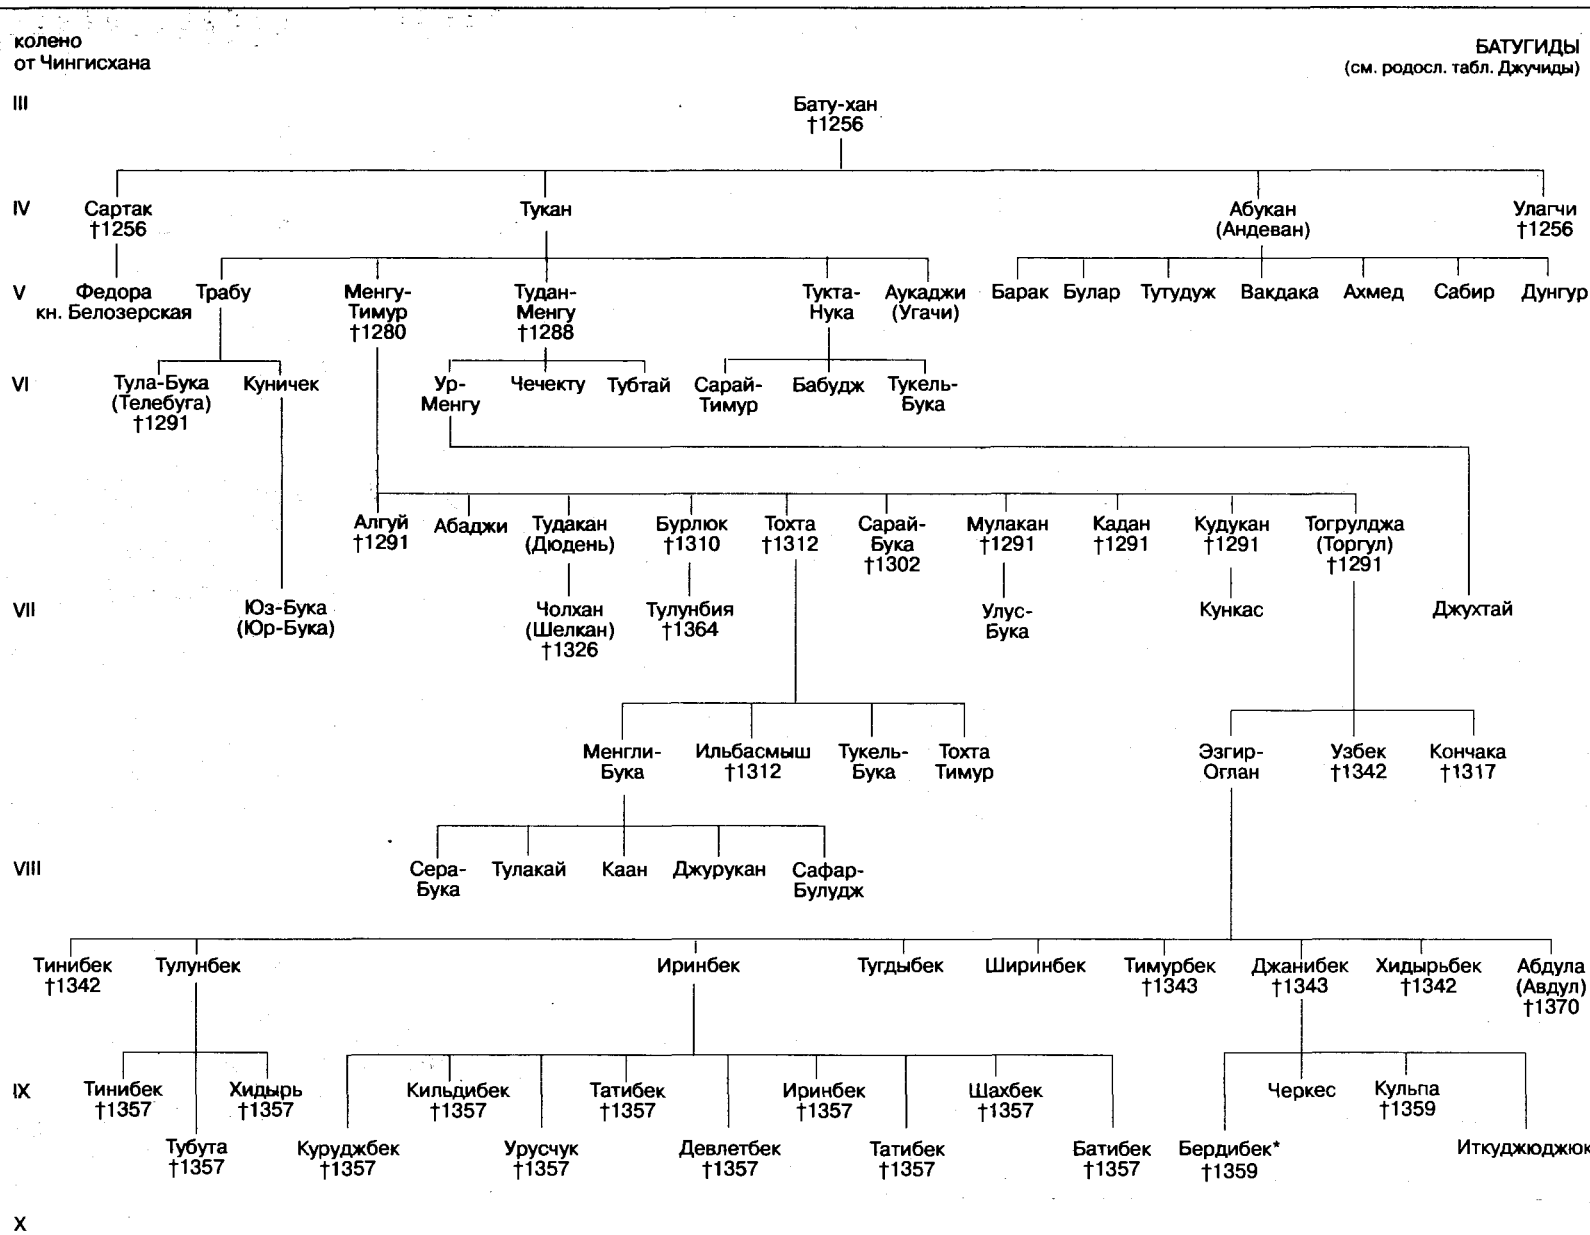 колено
от Чингисхана
БАТУГИДЫ
(см. родосл. табл. Джучиды)
III
Бату-хан
†1256
IV
Сартак
†1256
Тукан
Абукан
(Андеван)
Улагчи
†1256
V
Федора
кн. Белозерская
Трабу
Менгу-
Тимур
†1280
Тудан-
Менгу
†1288
Тукта-
Нука
Аукаджи
(Угачи)
Барак
Булар
Тутудуж
Вакдака
Ахмед
Сабир
Дунгур
VI
Тула-Бука
(Телебуга)
†1291
Куничек
Ур-
Менгу
Чечекту
Тубтай
Сарай-
Тимур
Бабудж
Тукель-
Бука
Алгуй
†1291
Абаджи
Тудакан
(Дюдень)
Бурлюк
†1310
Тохта
†1312
Сарай-
Бука
†1302
Мулакан
†1291
Кадан
†1291
Кудукан
†1291
Тогрулджа
(Торгул)
†1291
VII
Юз-Бука
(Юр-Бука)
Чолхан
(Шелкан)
†1326
Тулунбия
†1364
Улус-
Бука
Кункас
Джухтай
Менгли-
Бука
Ильбасмыш
†1312
Тукель-
Бука
Тохта
Тимур
Эзгир-
Оглан
Узбек
†1342
Кончака
†1317
VIII
Сера-
Бука
Тулакай
Каан
Джурукан
Сафар-
Булудж
Тинибек
†1342
Тулунбек
Иринбек
Тугдыбек
Ширинбек
Тимурбек
†1343
Джанибек
†1343
Хидырьбек
†1342
Абдула
(Авдул)
†1370
IX
Тинибек
†1357
Хидырь
†1357
Кильдибек
†1357
Татибек
†1357
Иринбек
†1357
Шахбек
†1357
Черкес
Кульпа
†1359
Тубута
†1357
Куруджбек
†1357
Урусчук
†1357
Девлетбек
†1357
Татибек
†1357
Батибек
†1357
Бердибек*
†1359
Иткуджюджюк
X